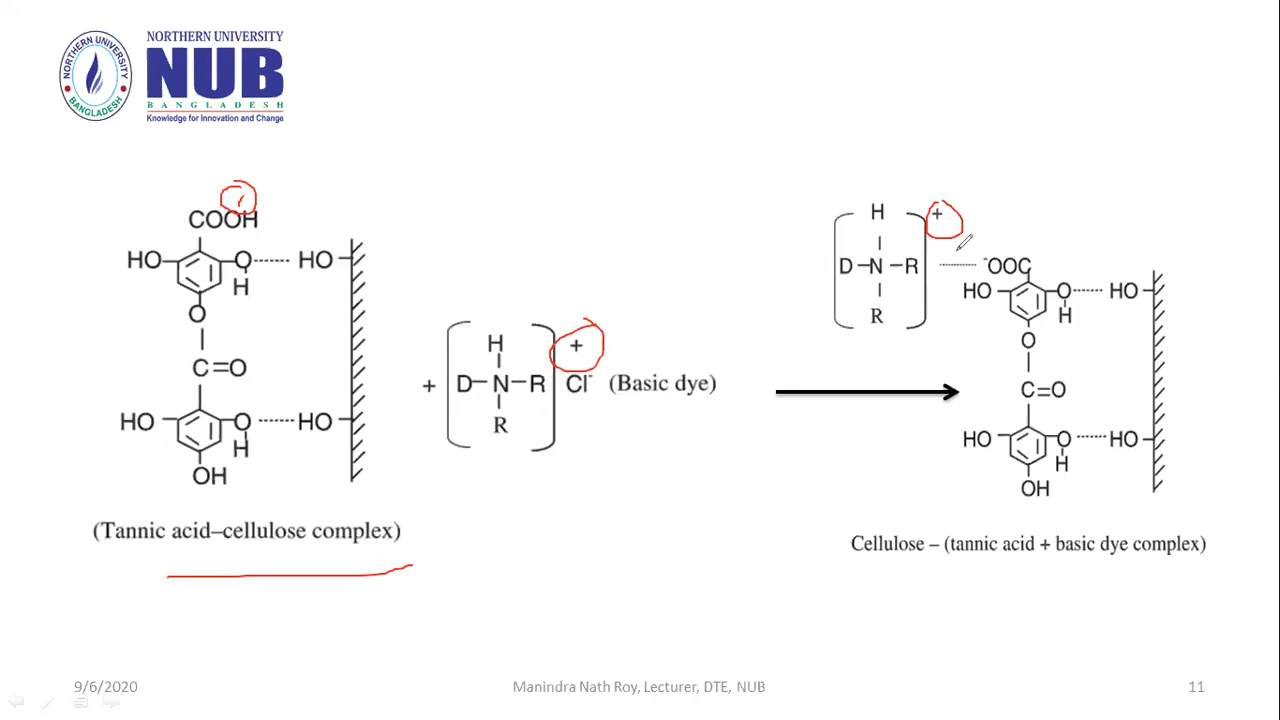 NORTHERN UNIVERSITY
NUB
BANGLADESH
Knowledge for Innovation and Change
NORTHERN UNIVERSITY
BANGLADESH
COOH
HO
O
H
HO
O
C=O
HO
O
H
HO
OH
(Tannic acid–cellulose complex)
+
H
+
D–N–R
Cl-
(Basic dye)
R
H
+
D–N–R
-OOC
R
HO
O
H
HO
O
C=O
HO
O
H
HO
OH
Cellulose – (tannic acid + basic dye complex)
9/6/2020
Manindra Nath Roy, Lecturer, DTE, NUB
11